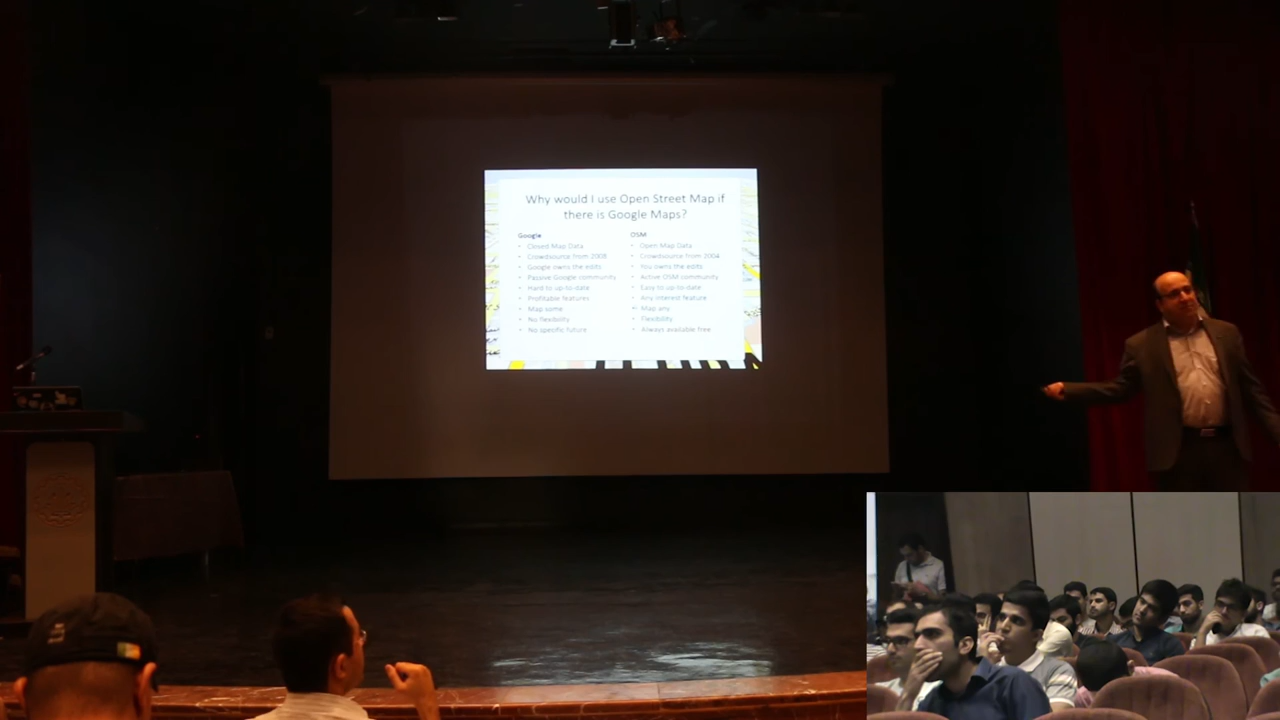 Why would I use Open Street Map if
there is Google Maps?
Google
• Closed Map Data
• Crowdsource from 2008
• Google owns the edits
• Passive Google community
• Hard to up-to-date
• Profitable features
• Map some
• No flexibility
• No specific future
OSM
• Open Map Data
• Crowdsource from 2004
• You owns the edits
• Active OSM community
• Easy to up-to-date
• Any interest feature
• Map any
• Flexibility
• Always available free